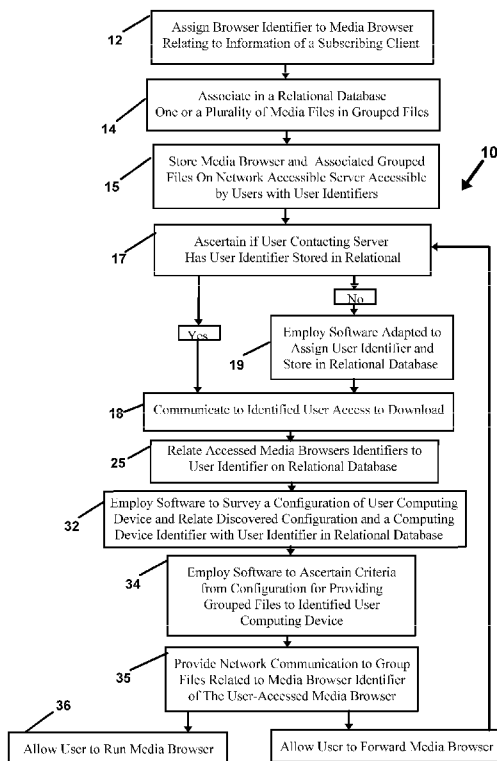 12
Assign Browser Identifier to Media Browser
Relating to Information of a Subscribing Client
14
Associate in a Relational Database
One or a Plurality of Media Files in Grouped Files
15
Store Media Browser and Associated Grouped
Files On Network Accessible Server Accessible
by Users with User Identifiers
10
17
Ascertain if User Contacting Server
Has User Identifier Stored in Relational
No
Yes
19
Employ Software Adapted to
Assign User Identifier and
Store in Relational Database
18
Communicate to Identified User Access to Download
25
Relate Accessed Media Browsers Identifiers to
User Identifier on Relational Database
32
Employ Software to Survey a Configuration of User Computing
Device and Relate Discovered Configuration and a Computing
Device Identifier with User Identifier in Relational Database
34
Employ Software to Ascertain Criteria
from Configuration for Providing
Grouped Files to Identified User
Computing Device
35
Provide Network Communication to Group
Files Related to Media Browser Identifier
of The User-Accessed Media Browser
36
Allow User to Run Media Browser
Allow User to Forward Media Browser